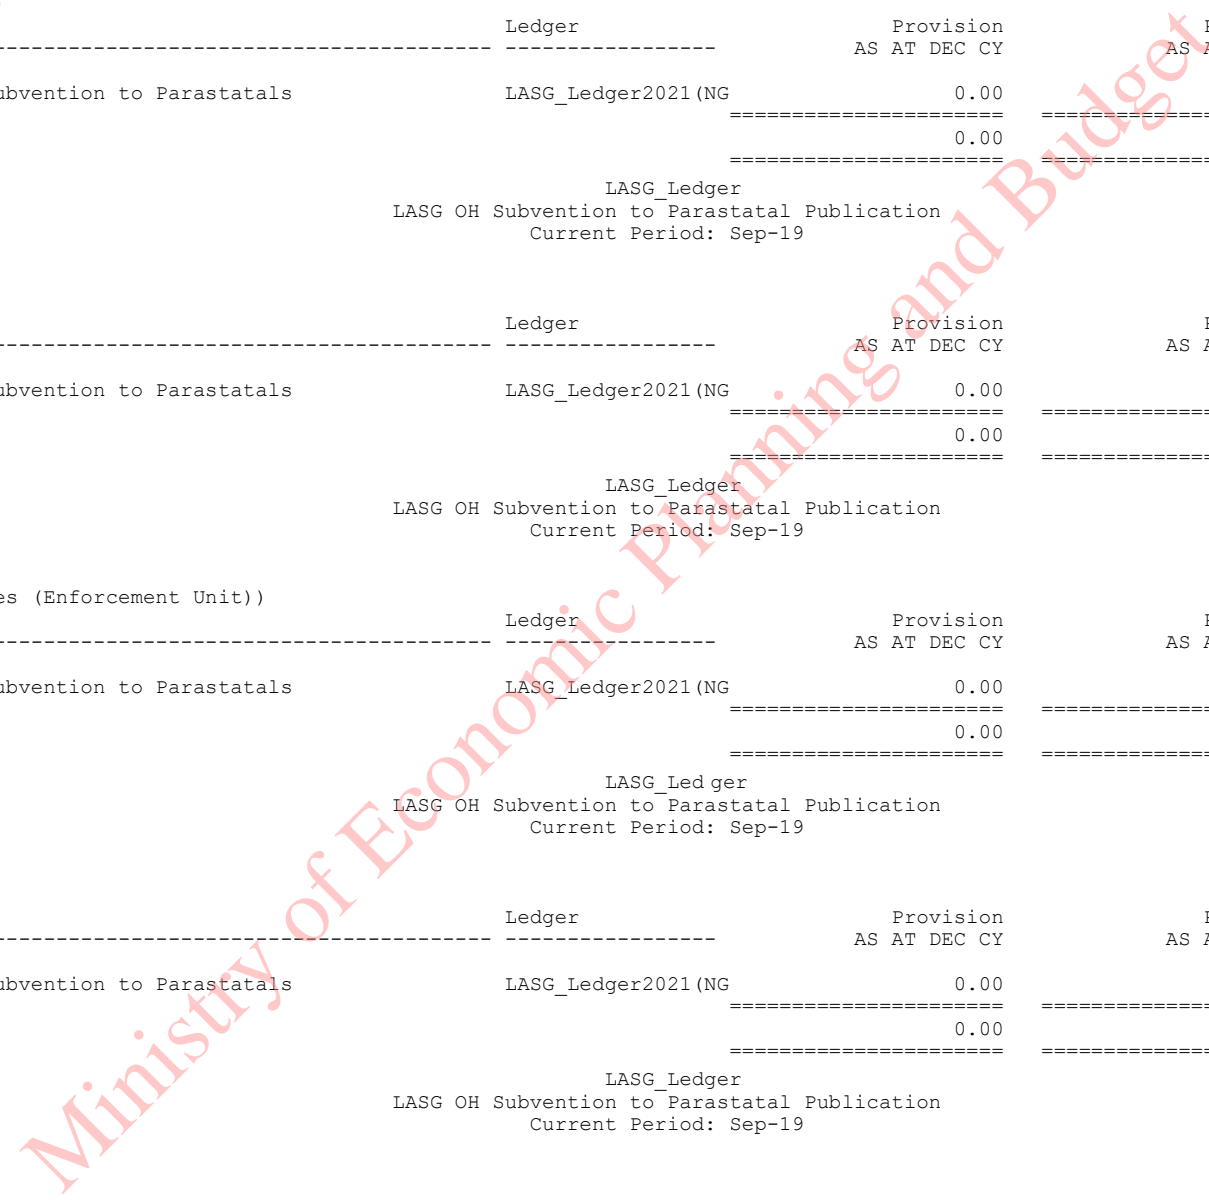 Ledger Provision
---------------------------------------- ----------------- AS AT DEC CY AS
Subvention to Parastatals LASG_Ledger2021(NG 0.00
====================== ==============
0.00
====================== ==============
LASG_Ledger
LASG OH Subvention to Parastatal Publication
Current Period: Sep-19
Ledger Provision
---------------------------------------- ----------------- AS AT DEC CY AS
ubvention to Parastatals LASG_Ledger2021(NG 0.00
====================== ==============
0.00
====================== ==============
LASG_Ledger
LASG OH Subvention to Parastatal Publication
Current Period: Sep-19
es (Enforcement Unit))
Ledger Provision
---------------------------------------- ----------------- AS AT DEC CY AS
ubvention to Parastatals LASG_Ledger2021(NG 0.00
====================== ==============
0.00
====================== ==============
LASG_Led ger
LASG OH Subvention to Parastatal Publication
Current Period: Sep-19
Ledger Provision
---------------------------------------- ----------------- AS AT DEC CY AS
ubvention to Parastatals LASG_Ledger2021(NG 0.00
====================== ==============
0.00
====================== ==============
LASG_Ledger
LASG OH Subvention to Parastatal Publication
Current Period: Sep-19
Ministry of Economic Planning and Budget